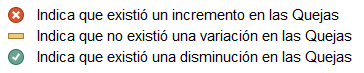 Indica que existió un incremento en las Quejas
Indica que no existió una variación en las Quejas
Indica que existió una disminución en las Quejas